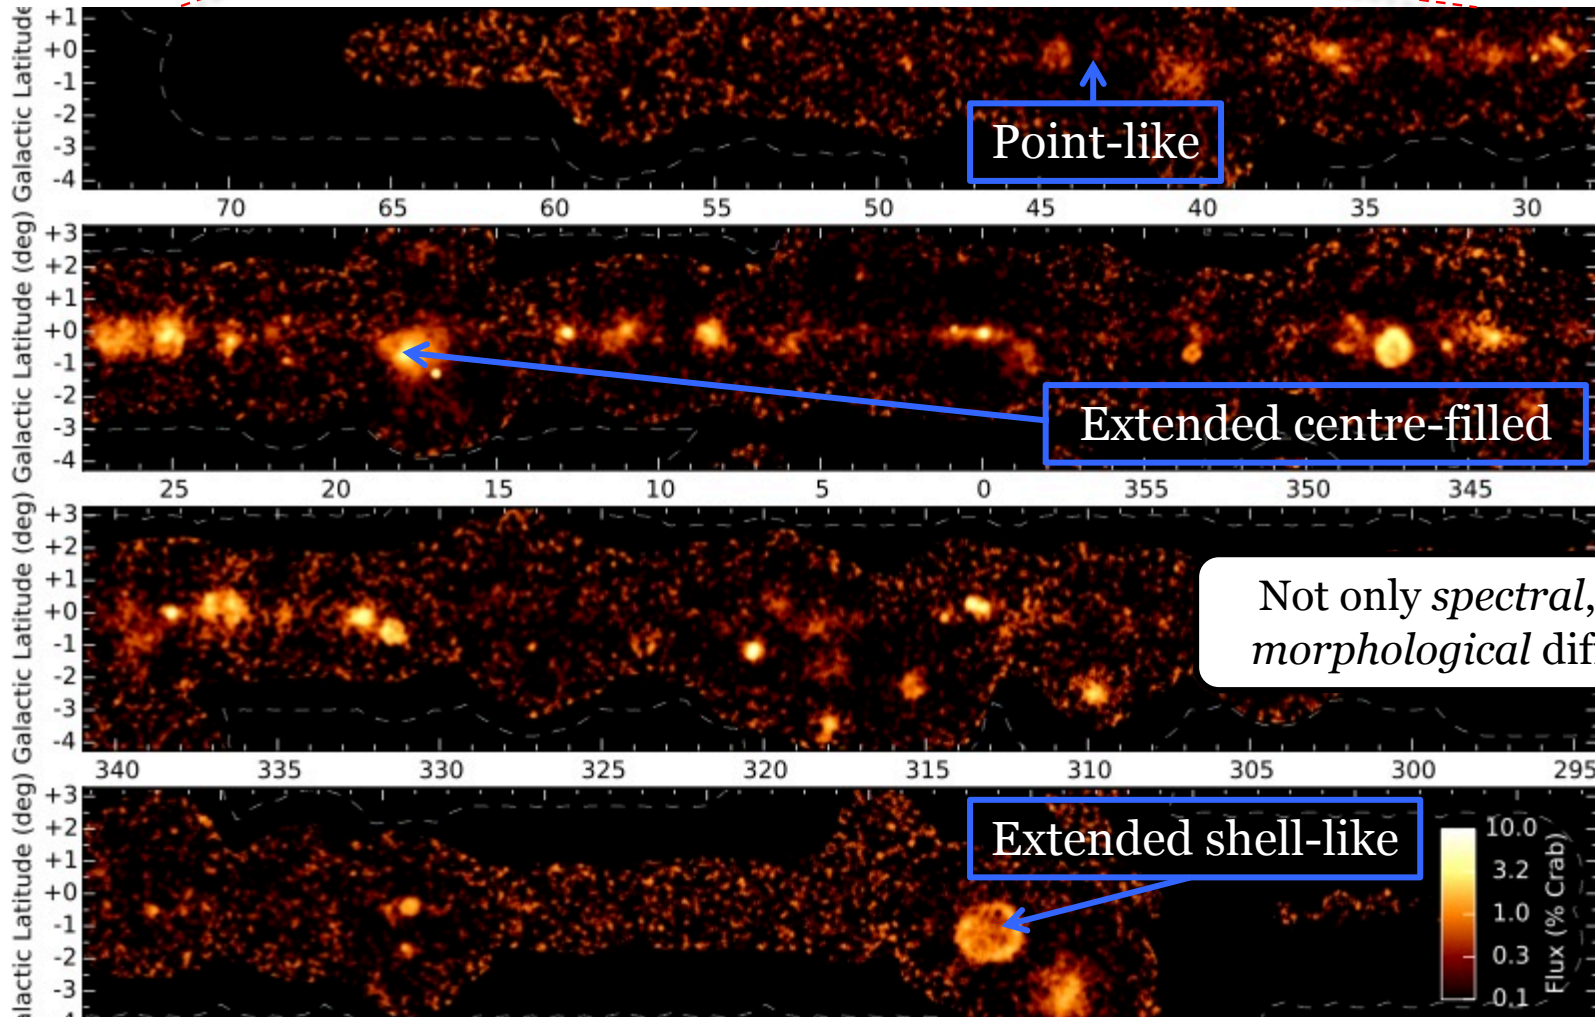 Galactic Latitude
+1
+0
-1
-2
-3
-4
Point-like
70 65 60 55 50 45 40 35 30
Galactic Latitude (deg)
+3
+2
+1
+0
-1
-2
-3
-4
Extended centre-filled
25 20 15 10 5 0 355 350 345
Galactic Latitude (deg)
+3
+2
+1
+0
-1
-2
-3
-4
Not only spectral,
morphological
340 335 330 325 320 315 310 305 300 295
Galactic Latitude (deg)
+3
+2
+1
+0
-1
-2
-3
Extended shell-like
10.0
3.2
1.0
0.3
0.1
Flux (% Crab)